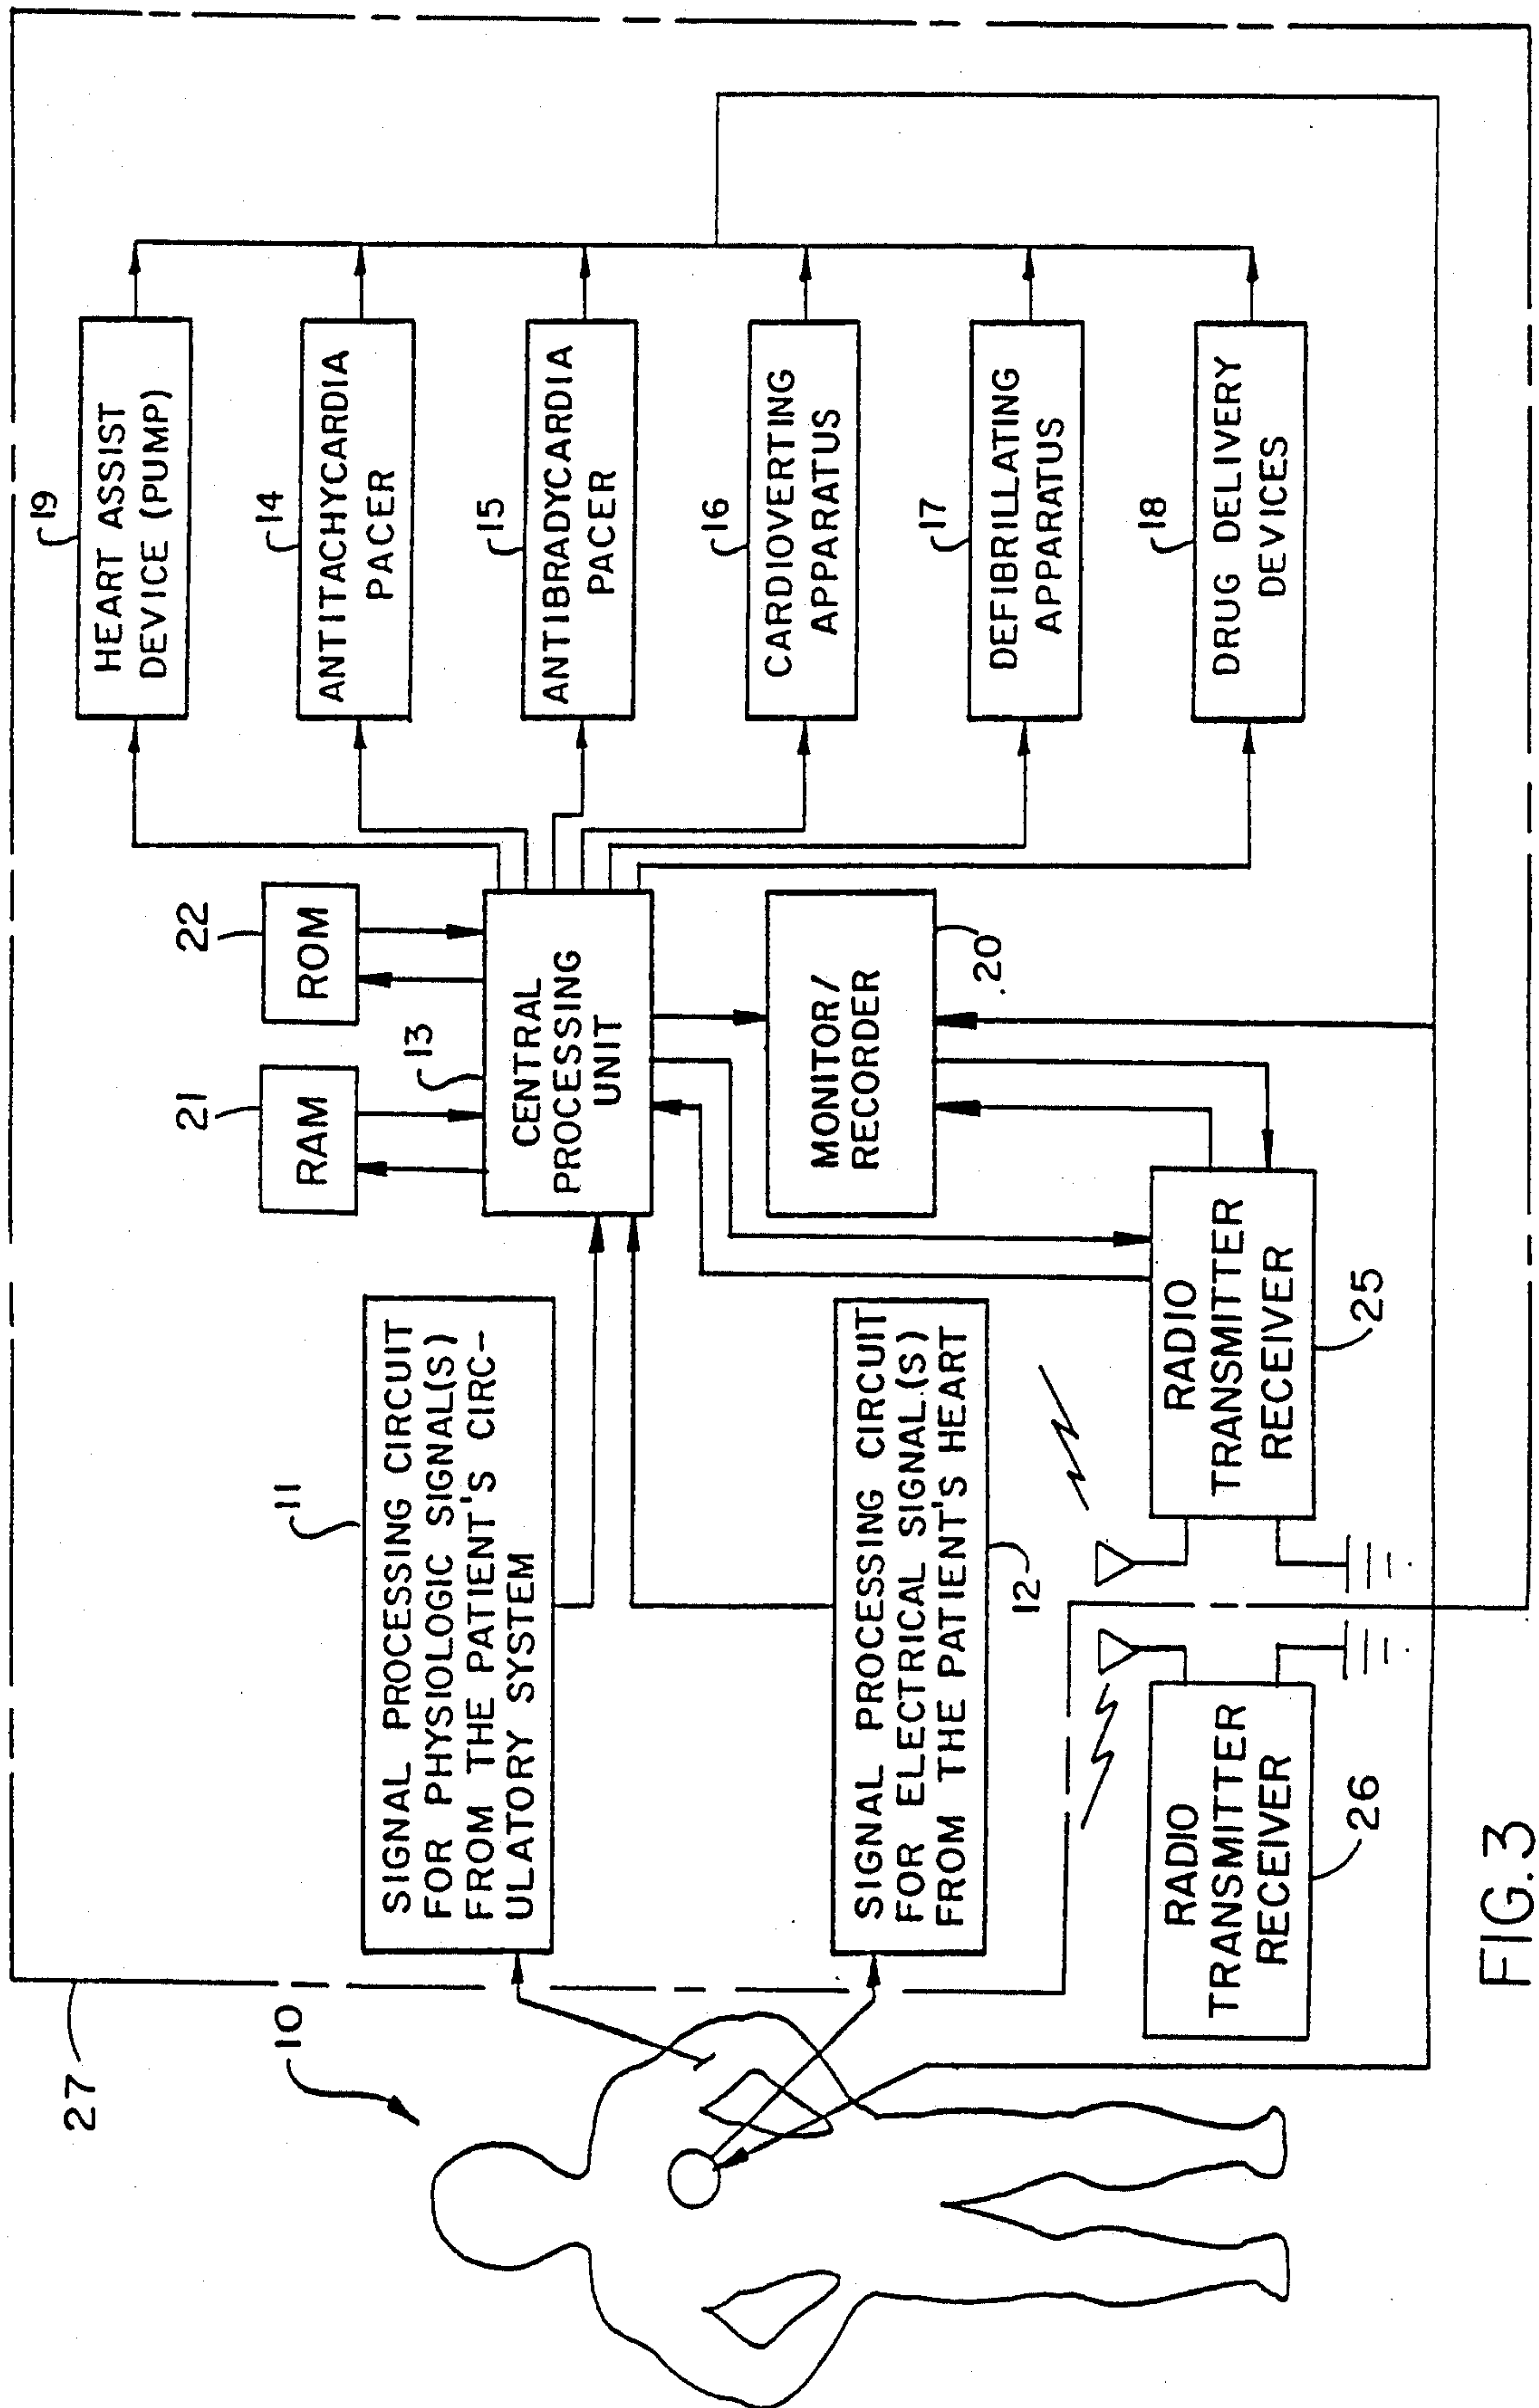 27
10
11
SIGNAL PROCESSING CIRCUIT
FOR PHYSIOLOGIC SIGNAL(S)
FROM THE PATIENT'S CIRC-
ULATORY SYSTEM
SIGNAL PROCESSING CIRCUIT
FOR ELECTRICAL SIGNAL(S)
FROM THE PATIENT'S HEART
12
RADIO
TRANSMITTER
RECEIVER
26
RADIO
TRANSMITTER
RECEIVER
25
21
RAM
22
ROM
13
CENTRAL
PROCESSING
UNIT
MONITOR/
RECORDER
20
19
HEART ASSIST
DEVICE (PUMP)
14
ANTITACHYCARDIA
PACER
15
ANTIBRADYCARDIA
PACER
16
CARDIOVERTING
APPARATUS
17
DEFIBRILLATING
APPARATUS
18
DRUG DELIVERY
DEVICES
FIG. 3